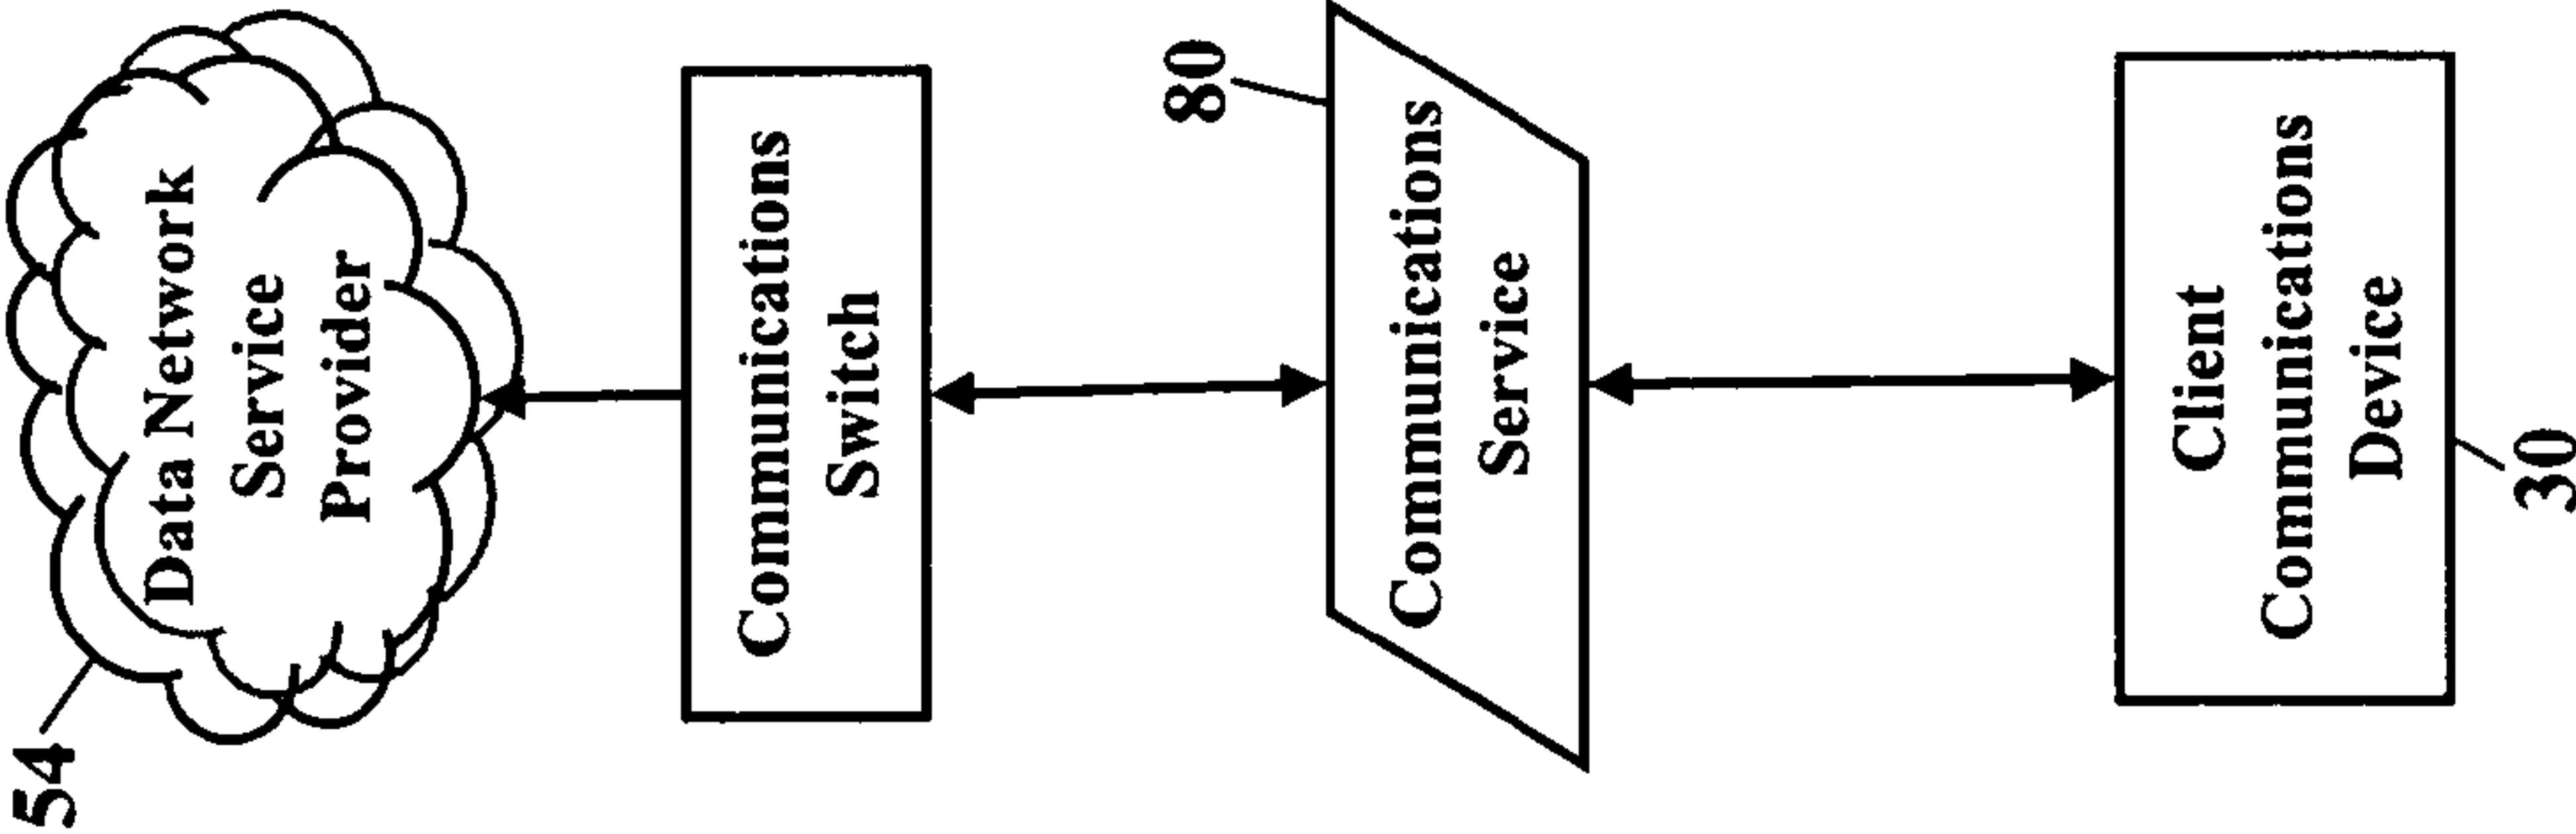 54
Data Network
Service
Provider
Communications
Switch
80
Communications
Service
Client
Communications
Device
30